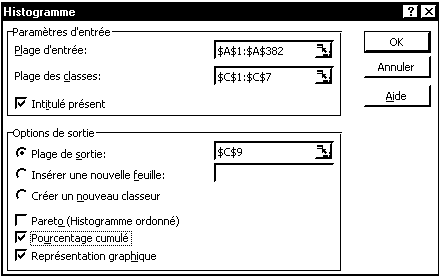 Histogramme
Paramètres d'entrée
Plage d'entrée: $A$1:$A$382
Plage des classes: $C$1:$C$7
Intitulé présent
OK
Annuler
Aide
Options de sortie
Plage de sortie: $C$9
Insérer une nouvelle feuille:
Créer un nouveau classeur
Pareto (Histogramme ordonné)
Pourcentage cumulé
Représentation graphique